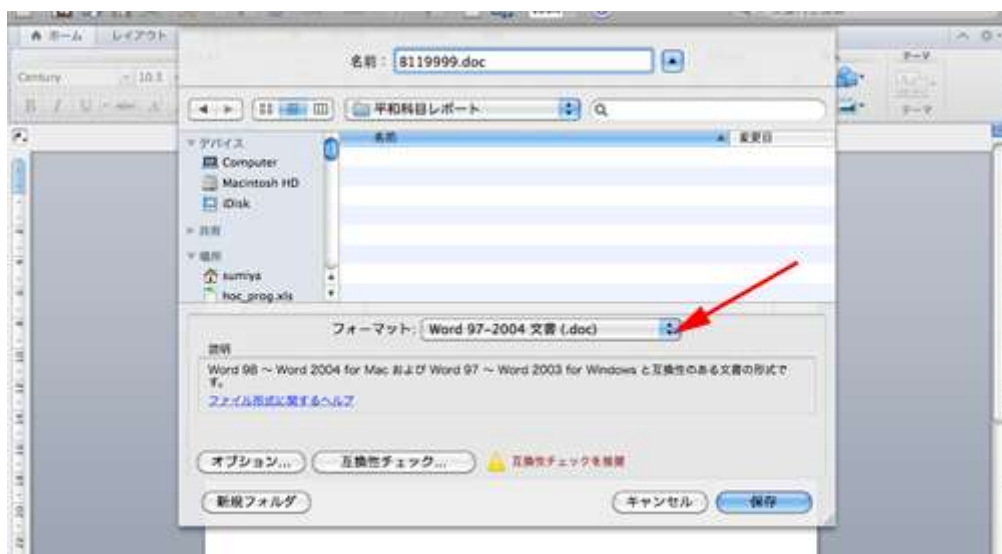 ホーム レイアウト
名前： 8119999.doc
Century 10.5
テーマ
平和科目レポート
テーマ
名前 変更日
デバイス
Computer
Macintosh HD
iDisk
共有
場所
sumiya
hoc_prog.xls
フォーマット: Word 97-2004 文書 (.doc)
説明
Word 98 ～ Word 2004 for Mac および Word 97 ～ Word 2003 for Windows と互換性のある文書の形式で
す。
ファイル形式に関するヘルプ
オプション... 互換性チェック... 互換性チェックを推奨
新規フォルダ キャンセル 保存